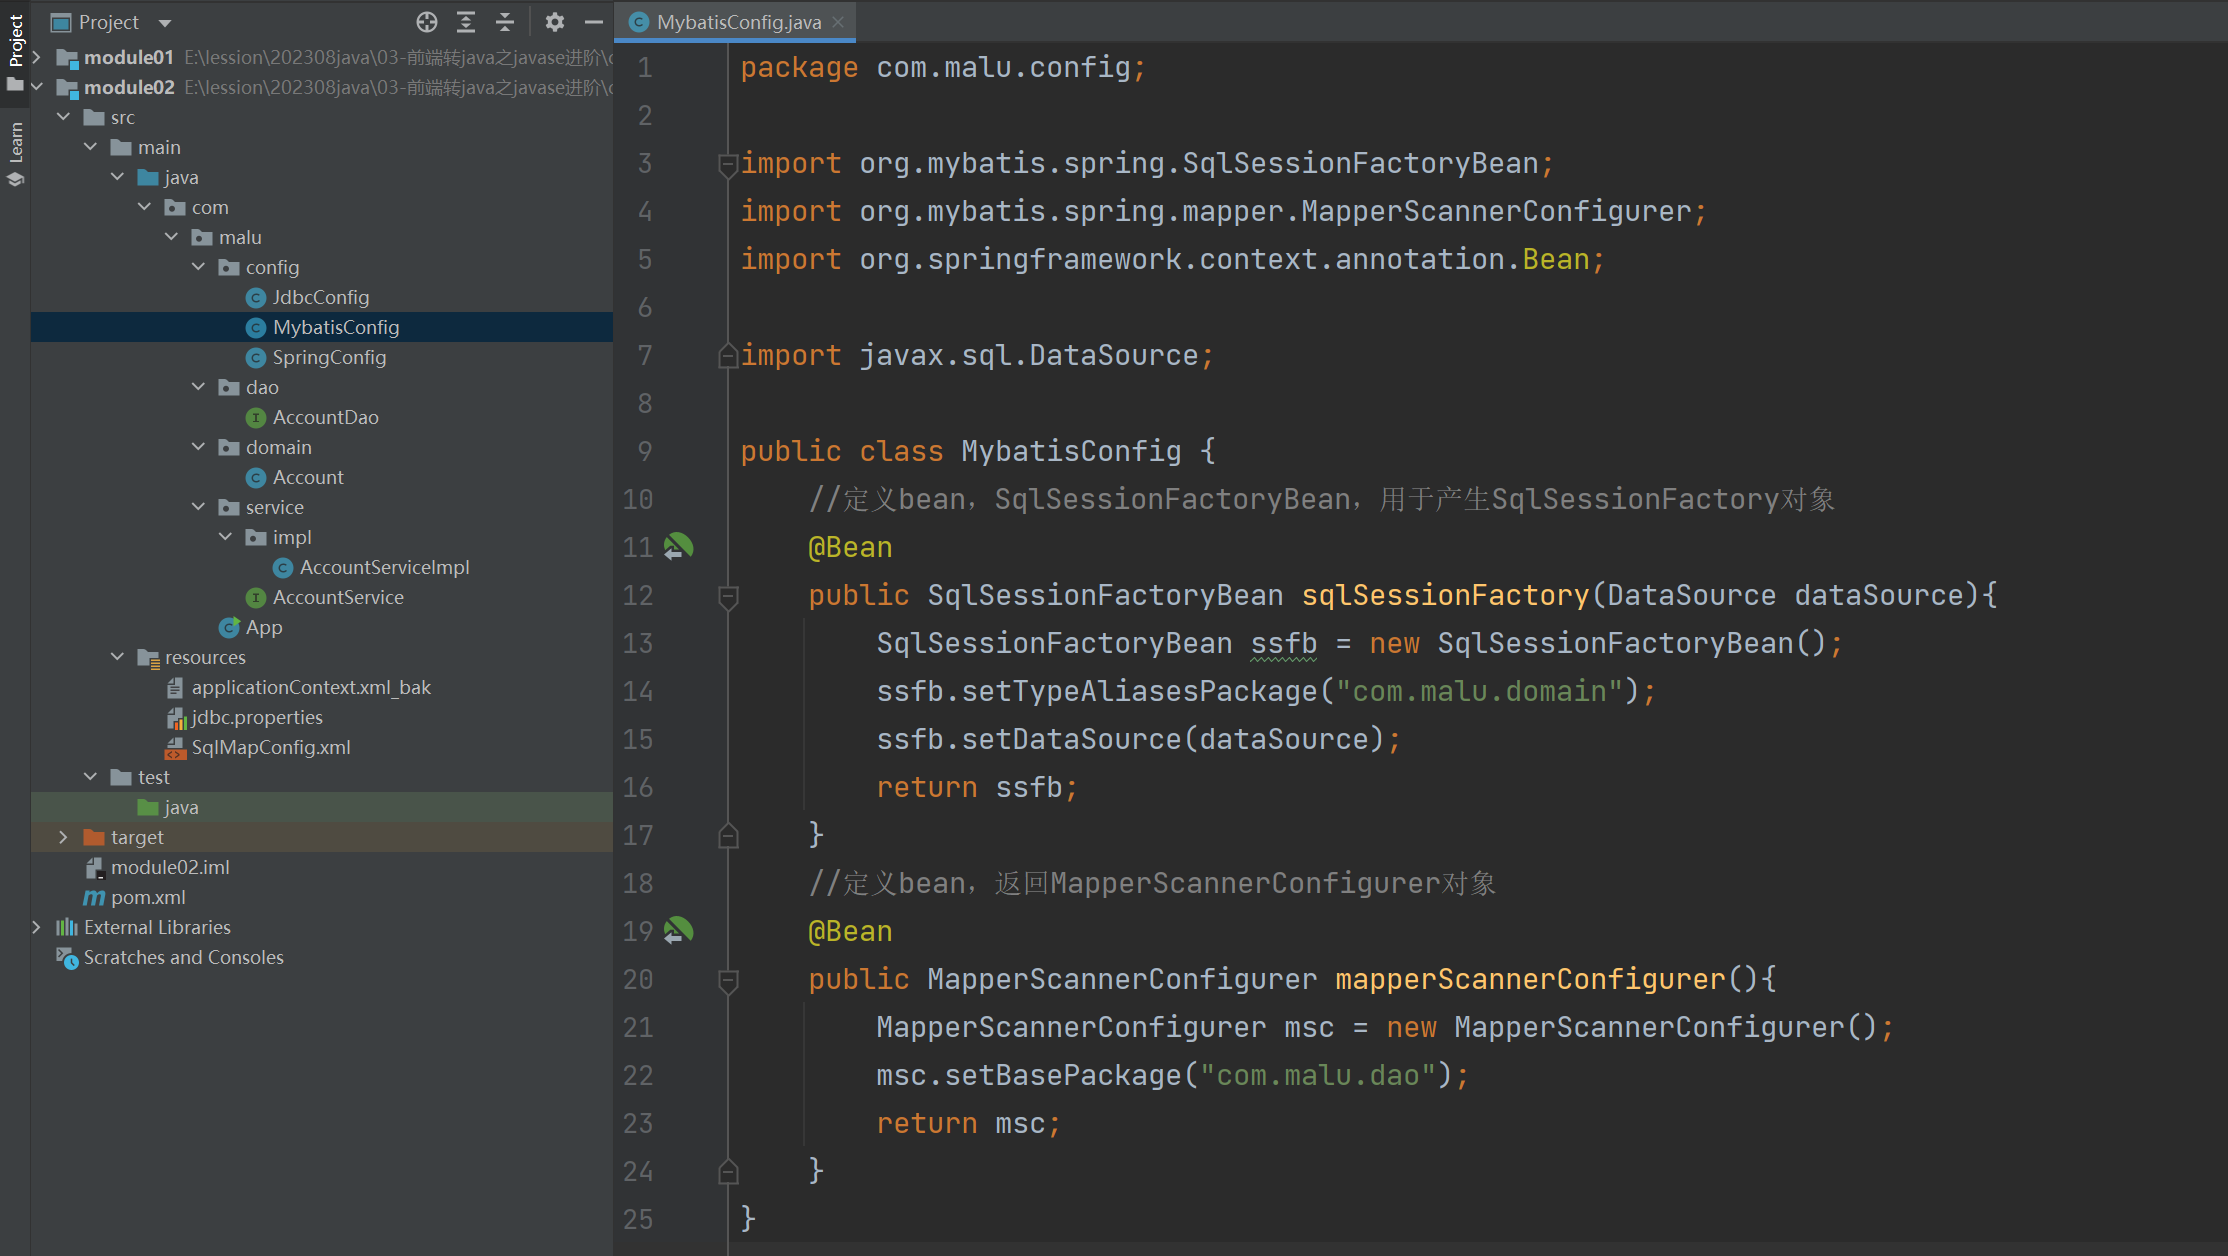 Project
Learn
Project
module01 E:\lession\202308java\03-前端转java之javase进阶\c
module02 E:\lession\202308java\03-前端转java之javase进阶\c
src
main
java
com
malu
config
JdbcConfig
MybatisConfig
SpringConfig
dao
AccountDao
domain
Account
service
impl
AccountServiceImpl
AccountService
App
resources
applicationContext.xml_bak
jdbc.properties
SqlMapConfig.xml
test
java
target
module02.iml
pom.xml
External Libraries
Scratches and Consoles
MybatisConfig.java
1 package com.malu.config;
2
3 import org.mybatis.spring.SqlSessionFactoryBean;
4 import org.mybatis.spring.mapper.MapperScannerConfigurer;
5 import org.springframework.context.annotation.Bean;
6
7 import javax.sql.DataSource;
8
9 public class MybatisConfig {
10 //定义bean，SqlSessionFactoryBean，用于产生SqlSessionFactory对象
11 @Bean
12 public SqlSessionFactoryBean sqlSessionFactory(DataSource dataSource){
13 SqlSessionFactoryBean ssfb = new SqlSessionFactoryBean();
14 ssfb.setTypeAliasesPackage("com.malu.domain");
15 ssfb.setDataSource(dataSource);
16 return ssfb;
17 }
18 //定义bean，返回MapperScannerConfigurer对象
19 @Bean
20 public MapperScannerConfigurer mapperScannerConfigurer(){
21 MapperScannerConfigurer msc = new MapperScannerConfigurer();
22 msc.setBasePackage("com.malu.dao");
23 return msc;
24 }
25 }